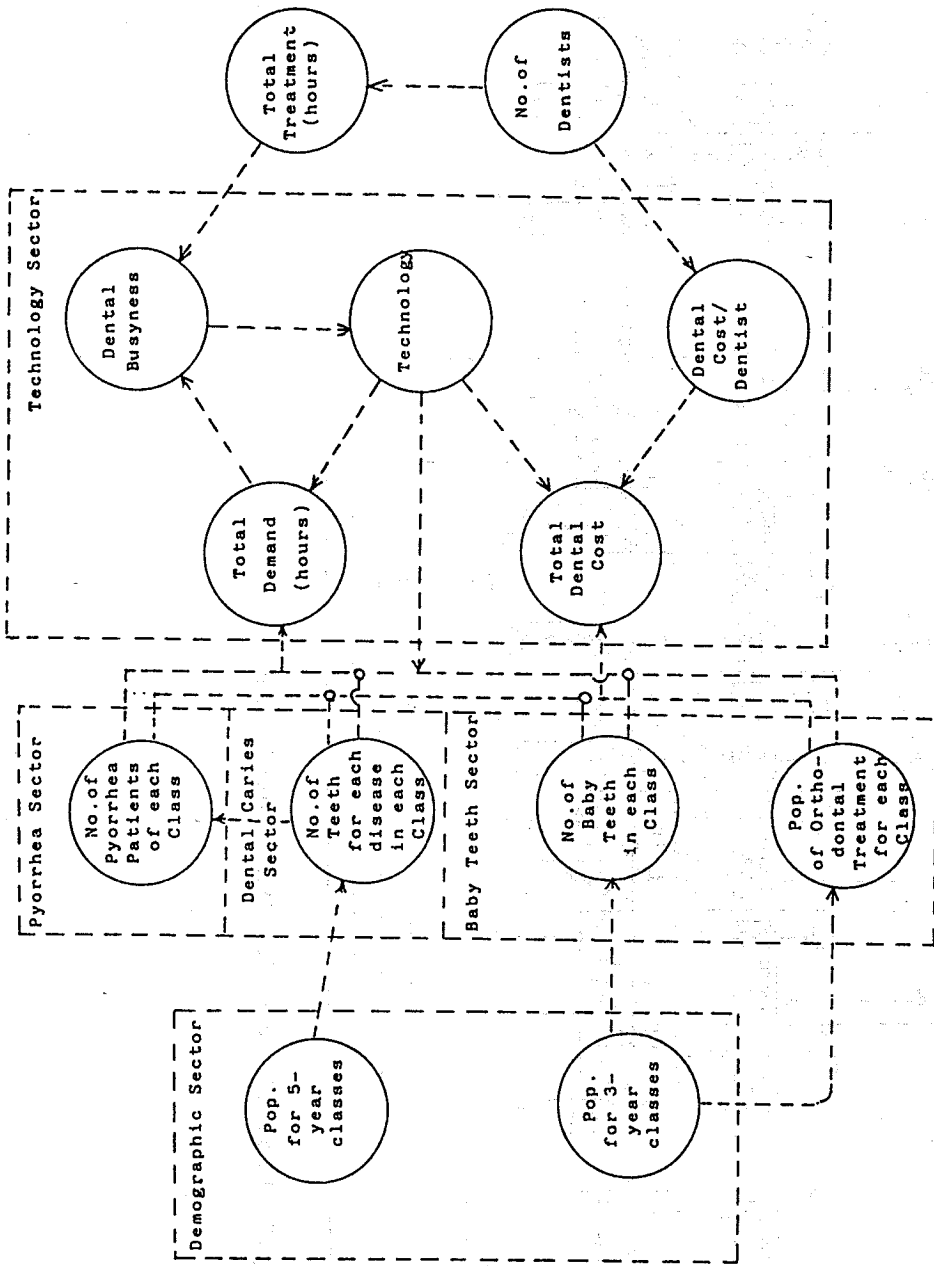 Demographic Sector
Pop.
for 5-
year
classes
Pop.
for 3-
year
classes
Pyorrhea Sector
No.of
Pyorrhea
Patients
of each
Class
Dental Caries
Sector
No.of
Teeth
for each
disease
in each
Class
Baby Teeth Sector
No.of
Baby
Teeth
in each
Class
Pop.
of Ortho-
dontal
Treatment
for each
Class
Technology Sector
Total
Demand
(hours)
Dental
Busyness
Technology
Total
Dental
Cost
Dental
Cost/
Dentist
Total
Treatment
(hours)
No.of
Dentists